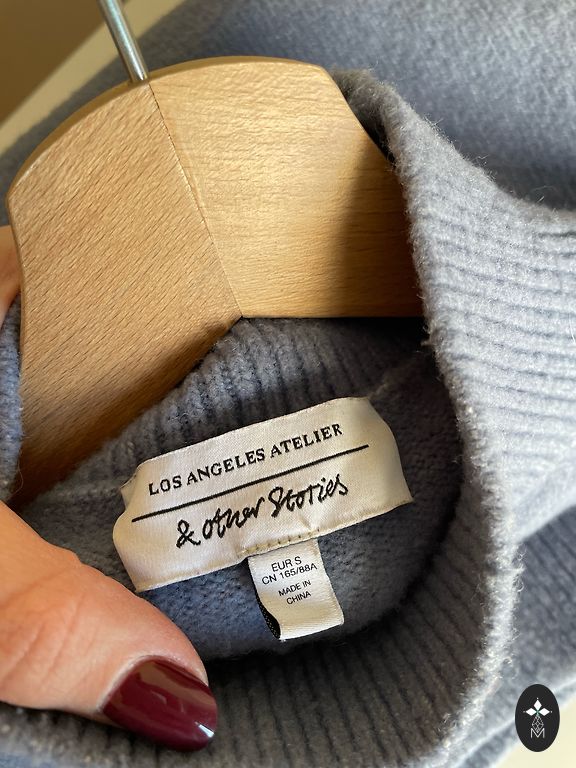 LOS ANGELES ATELIER
& other Stories
EUR S
CN 165/88A
MADE IN
CHINA
M